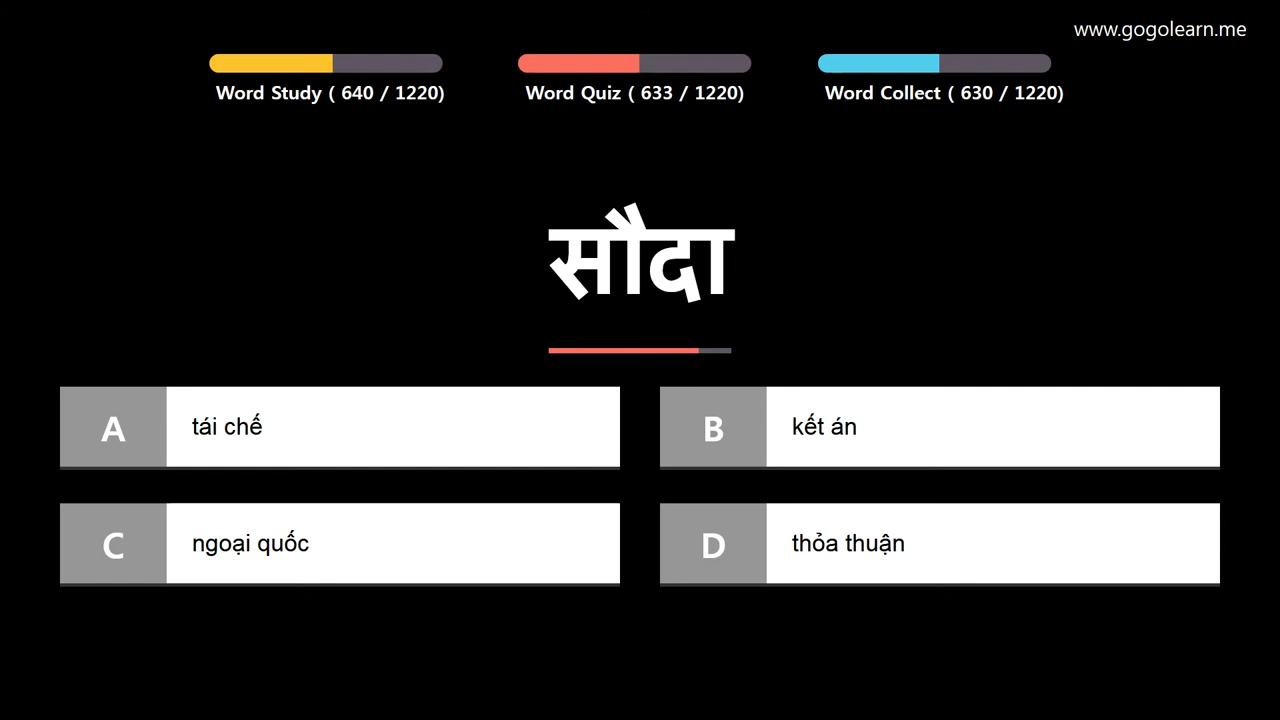 www.gogolearn.me
Word Study ( 640 / 1220)
Word Quiz ( 633 / 1220)
Word Collect ( 630 / 1220)
सौदा
A tái chế
B kết án
C ngoại quốc
D thỏa thuận